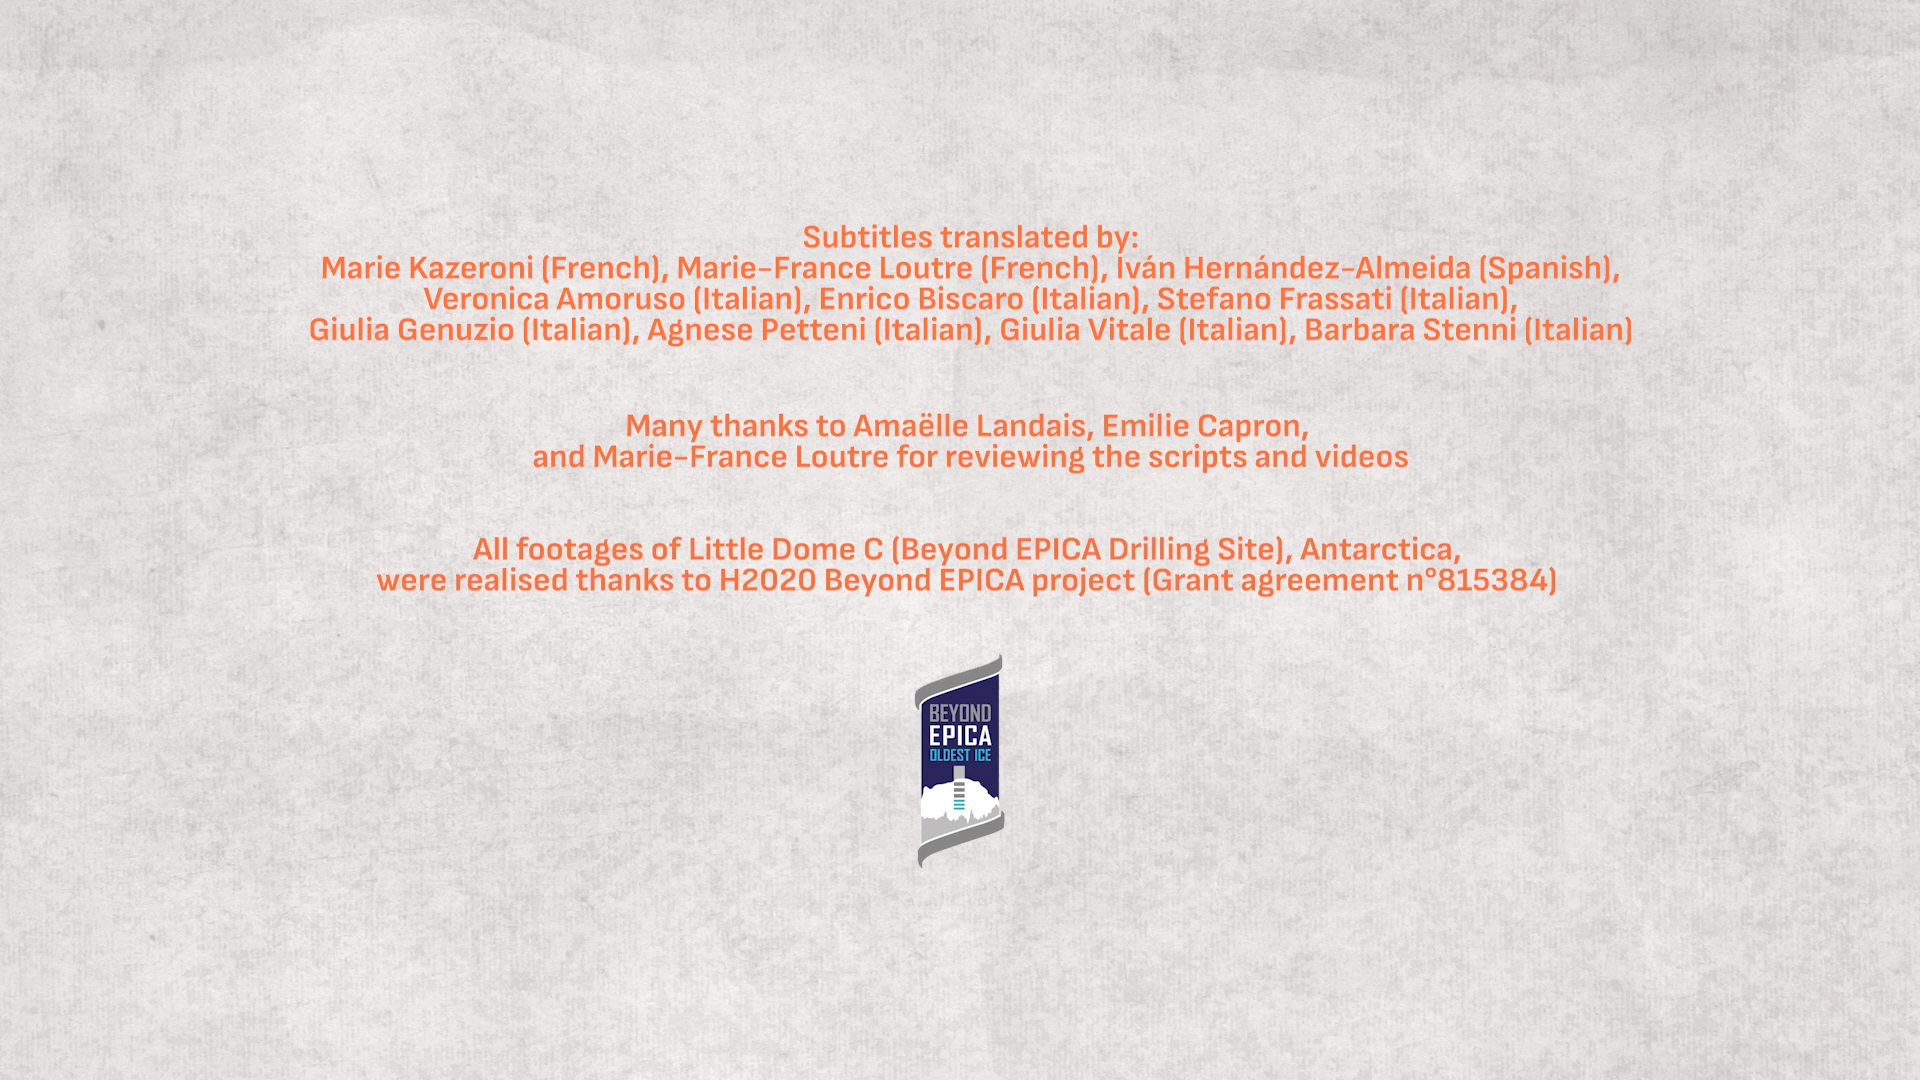 Subtitles translated by:
Marie Kazeroni (French), Marie-France Loutre (French), Iván Hernández-Almeida (Spanish),
Veronica Amoruso (Italian), Enrico Biscaro (Italian), Stefano Frassati (Italian),
Giulia Genuzio (Italian), Agnese Petteni (Italian), Giulia Vitale (Italian), Barbara Stenni (Italian)
Many thanks to Amaëlle Landais, Emilie Capron,
and Marie-France Loutre for reviewing the scripts and videos
All footages of Little Dome C (Beyond EPICA Drilling Site), Antarctica,
were realised thanks to H2020 Beyond EPICA project (Grant agreement n°815384)
BEYOND
EPICA
OLDEST ICE